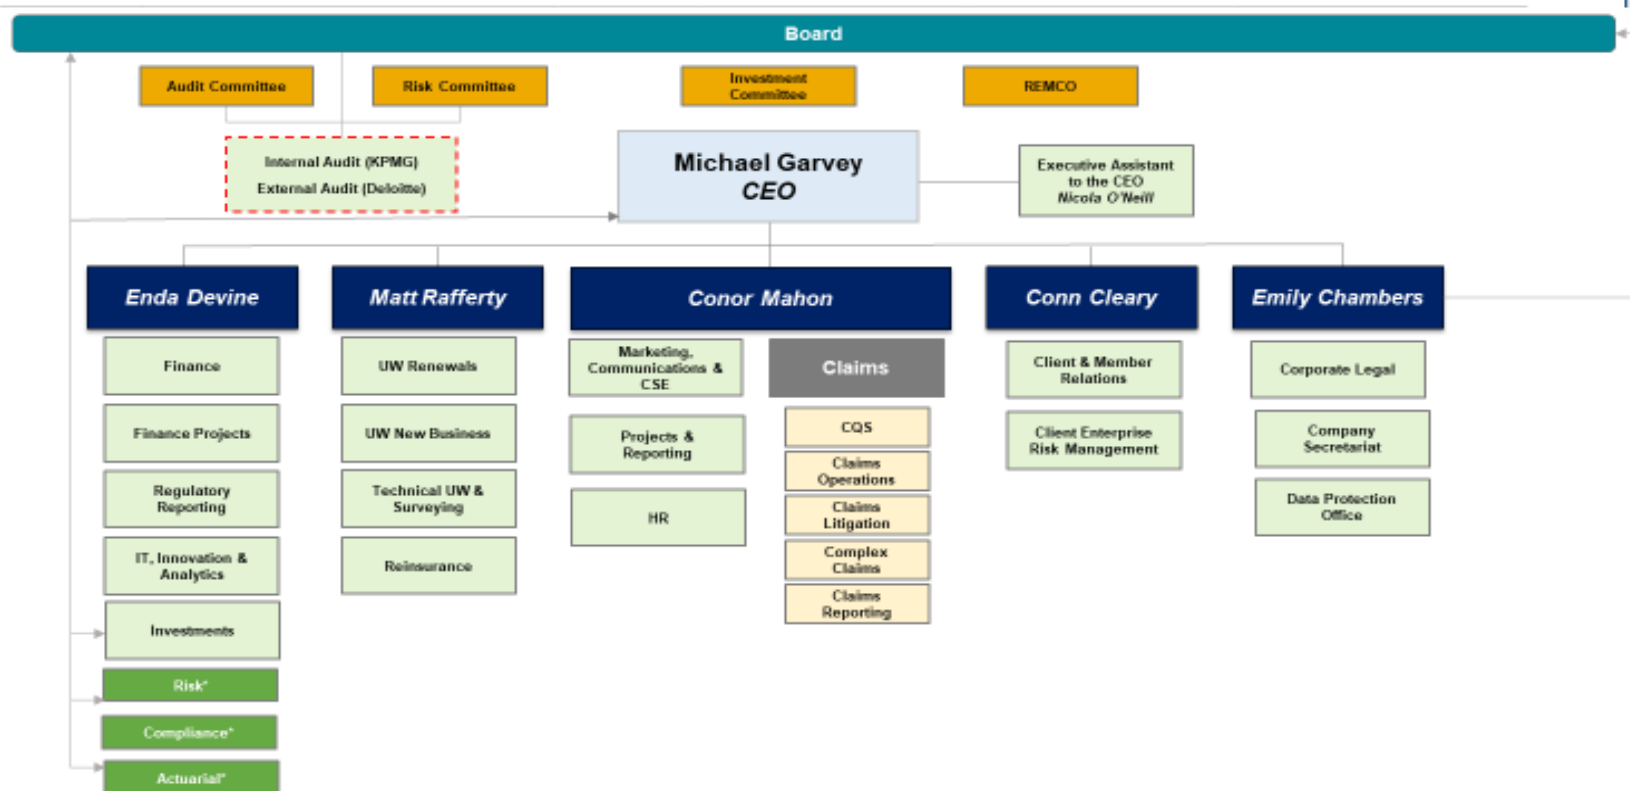 Board
Audit Committee
Risk Committee
Investment
Committee
REMCO
Internal Audit (KPMG)
External Audit (Deloitte)
Michael Garvey
CEO
Executive Assistant
to the CEO
Nicola O'Neill
Enda Devine
Matt Rafferty
Conor Mahon
Conn Cleary
Emily Chambers
Finance
Finance Projects
Regulatory
Reporting
IT, Innovation &
Analytics
Investments
Risk*
Compliance*
Actuarial*
UW Renewals
UW New Business
Technical UW &
Surveying
Reinsurance
Marketing,
Communications &
CSE
Projects &
Reporting
HR
Claims
CQS
Claims
Operations
Claims
Litigation
Complex
Claims
Claims
Reporting
Client & Member
Relations
Client Enterprise
Risk Management
Corporate Legal
Company
Secretariat
Data Protection
Office